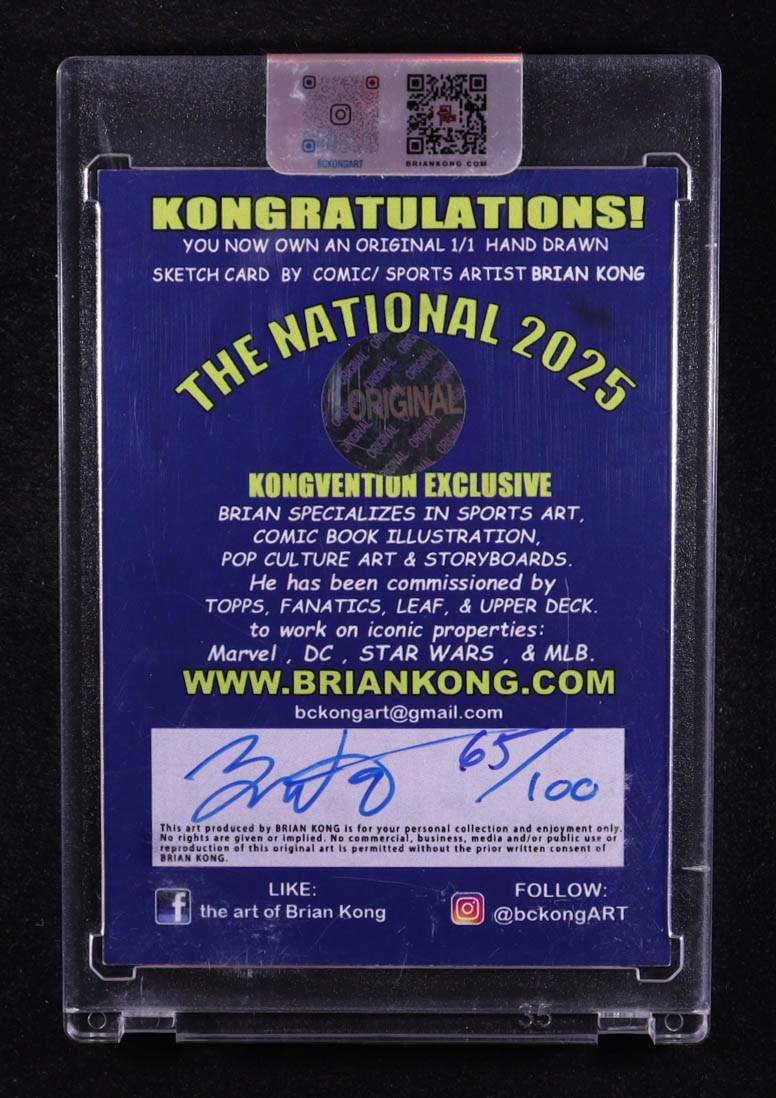 BCKONGART
BRIANKONG.COM
KONGRATULATIONS!
YOU NOW OWN AN ORIGINAL 1/1 HAND DRAWN
SKETCH CARD BY COMIC/ SPORTS ARTIST BRIAN KONG
THE NATIONAL 2025
ORIGINAL
KONGVENTION EXCLUSIVE
BRIAN SPECIALIZES IN SPORTS ART,
COMIC BOOK ILLUSTRATION,
POP CULTURE ART & STORYBOARDS.
He has been commissioned by
TOPPS, FANATICS, LEAF, & UPPER DECK.
to work on iconic properties:
Marvel , DC , STAR WARS , & MLB.
WWW.BRIANKONG.COM
bckongart@gmail.com
65/100
This art produced by BRIAN KONG is for your personal collection and enjoyment only.
No rights are given or implied. No commercial, business, media and/or public use or
reproduction of this original art is permitted without the prior written consent of
BRIAN KONG.
LIKE:
the art of Brian Kong
FOLLOW:
@bckongART
35